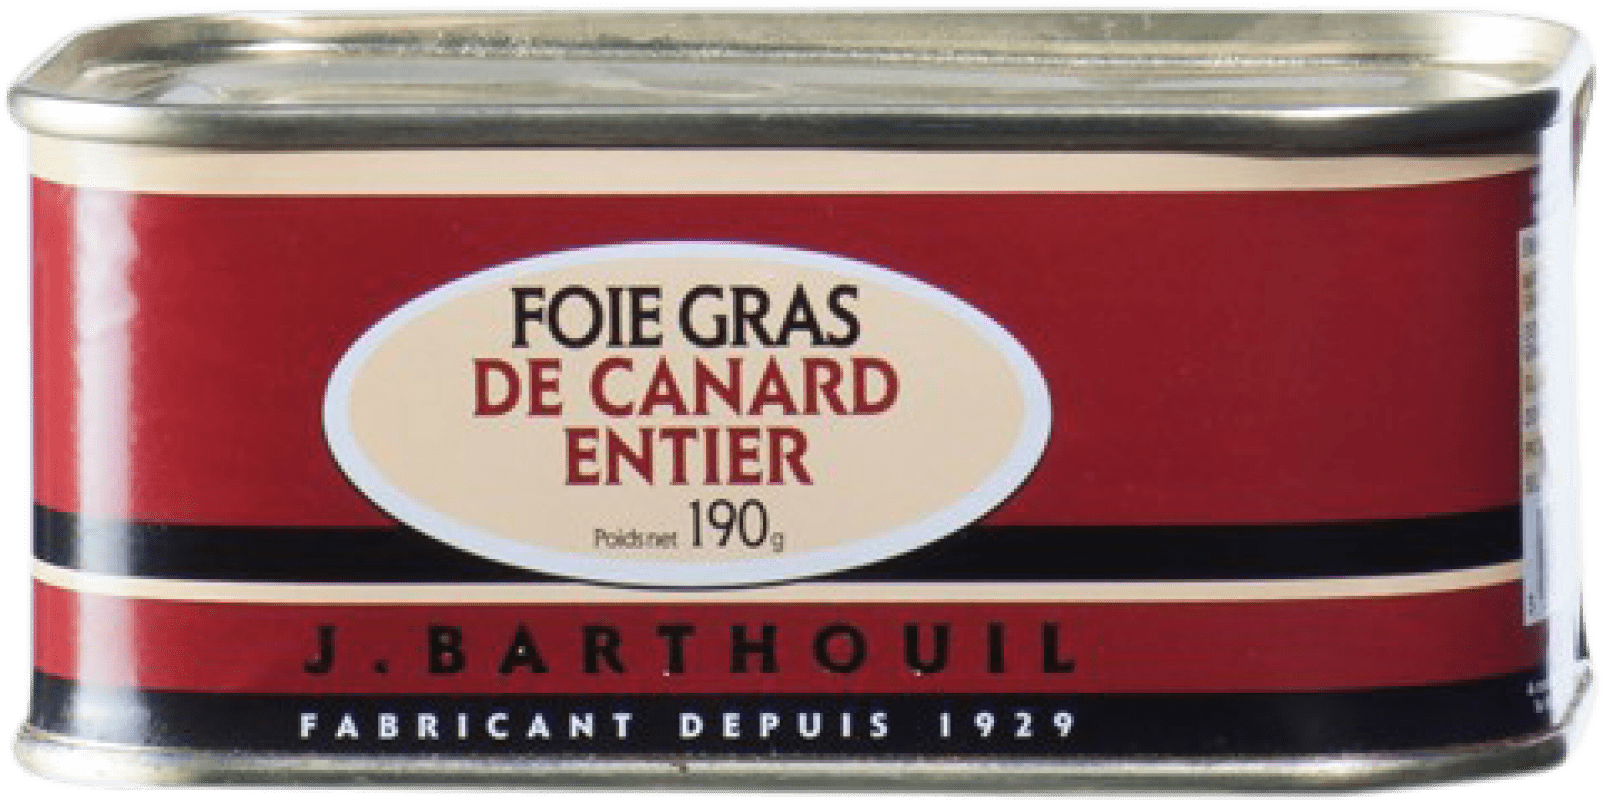 FOIE GRAS
DE CANARD
ENTIER
Poids net 190g
J. BARTHOUIL
FABRICANT DEPUIS 1929